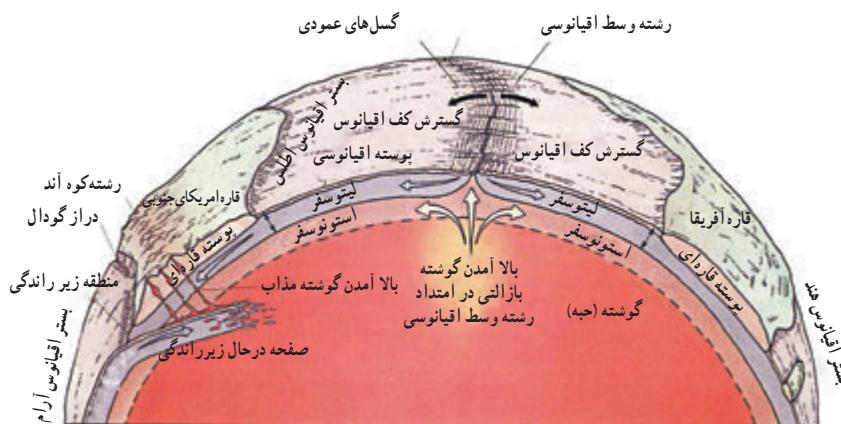 گسل‌های عمودی
رشته وسط اقیانوسی
بستر اقیانوس اطلس
گسترش کف اقیانوس
پوسته اقیانوسی
گسترش کف اقیانوس
رشته‌کوه آند
دراز گودال
قاره امریکای جنوبی
قاره آفریقا
لیتوسفر
استونوسفر
لیتوسفر
استونوسفر
پوسته قاره‌ای
پوسته قاره‌ای
منطقه زیر راندگی
بالا آمدن گوشته مذاب
بالا آمدن گوشته
بازالتی در امتداد
رشته وسط اقیانوسی
گوشته (جبه)
صفحه درحال زیرراندگی
بستر اقیانوس آرام
بستر اقیانوس هند